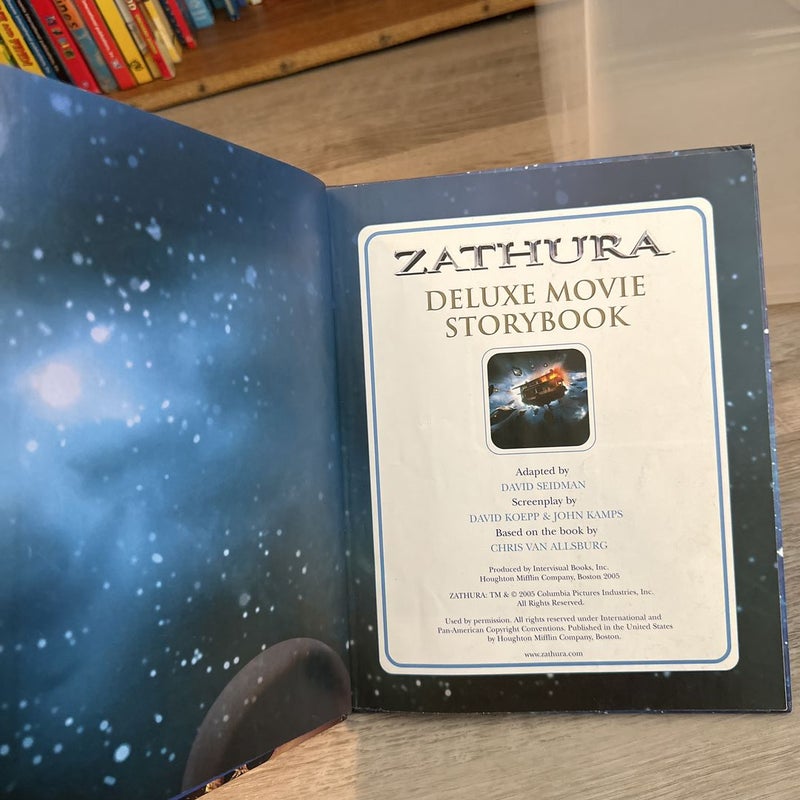 ZATHURA
DELUXE MOVIE
STORYBOOK
Adapted by
DAVID SEIDMAN
Screenplay by
DAVID KOEPP & JOHN KAMPS
Based on the book by
CHRIS VAN ALLSBURG
Produced by Intervisual Books, Inc.
Houghton Mifflin Company, Boston 2005
ZATHURA: TM & © 2005 Columbia Pictures Industries, Inc.
All Rights Reserved.
Used by permission. All rights reserved under International and
Pan-American Copyright Conventions. Published in the United States
by Houghton Mifflin Company, Boston.
www.zathura.com